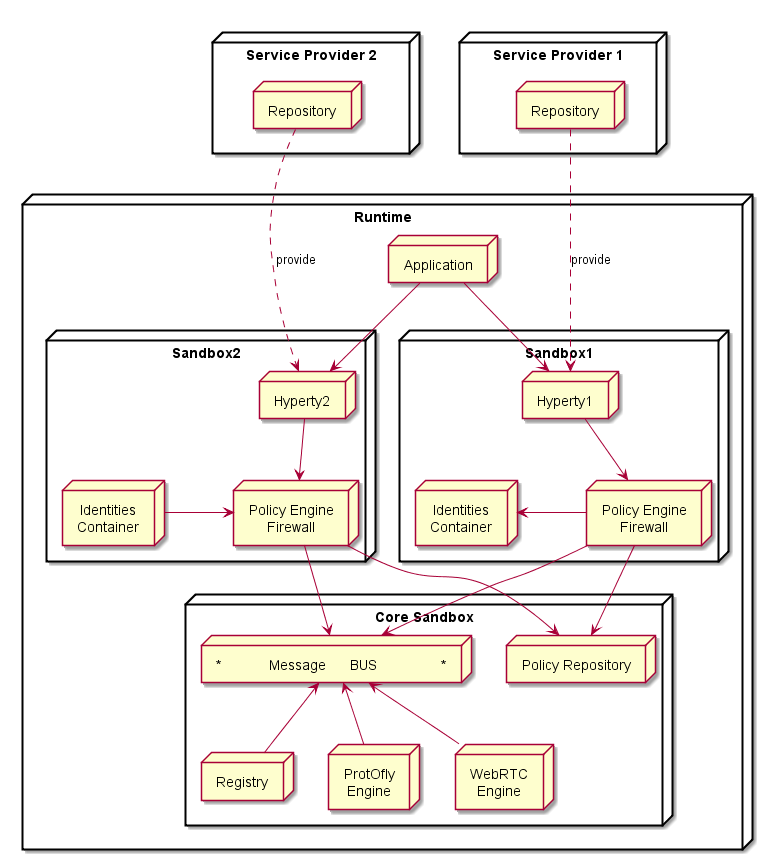 Service Provider 2
Service Provider 1
Repository
Repository
Runtime
Application
provide
provide
Sandbox2
Sandbox1
Hyperty2
Hyperty1
Identities
Container
Policy Engine
Firewall
Identities
Container
Policy Engine
Firewall
Core Sandbox
* Message BUS *
Policy Repository
Registry
ProtOfly
Engine
WebRTC
Engine